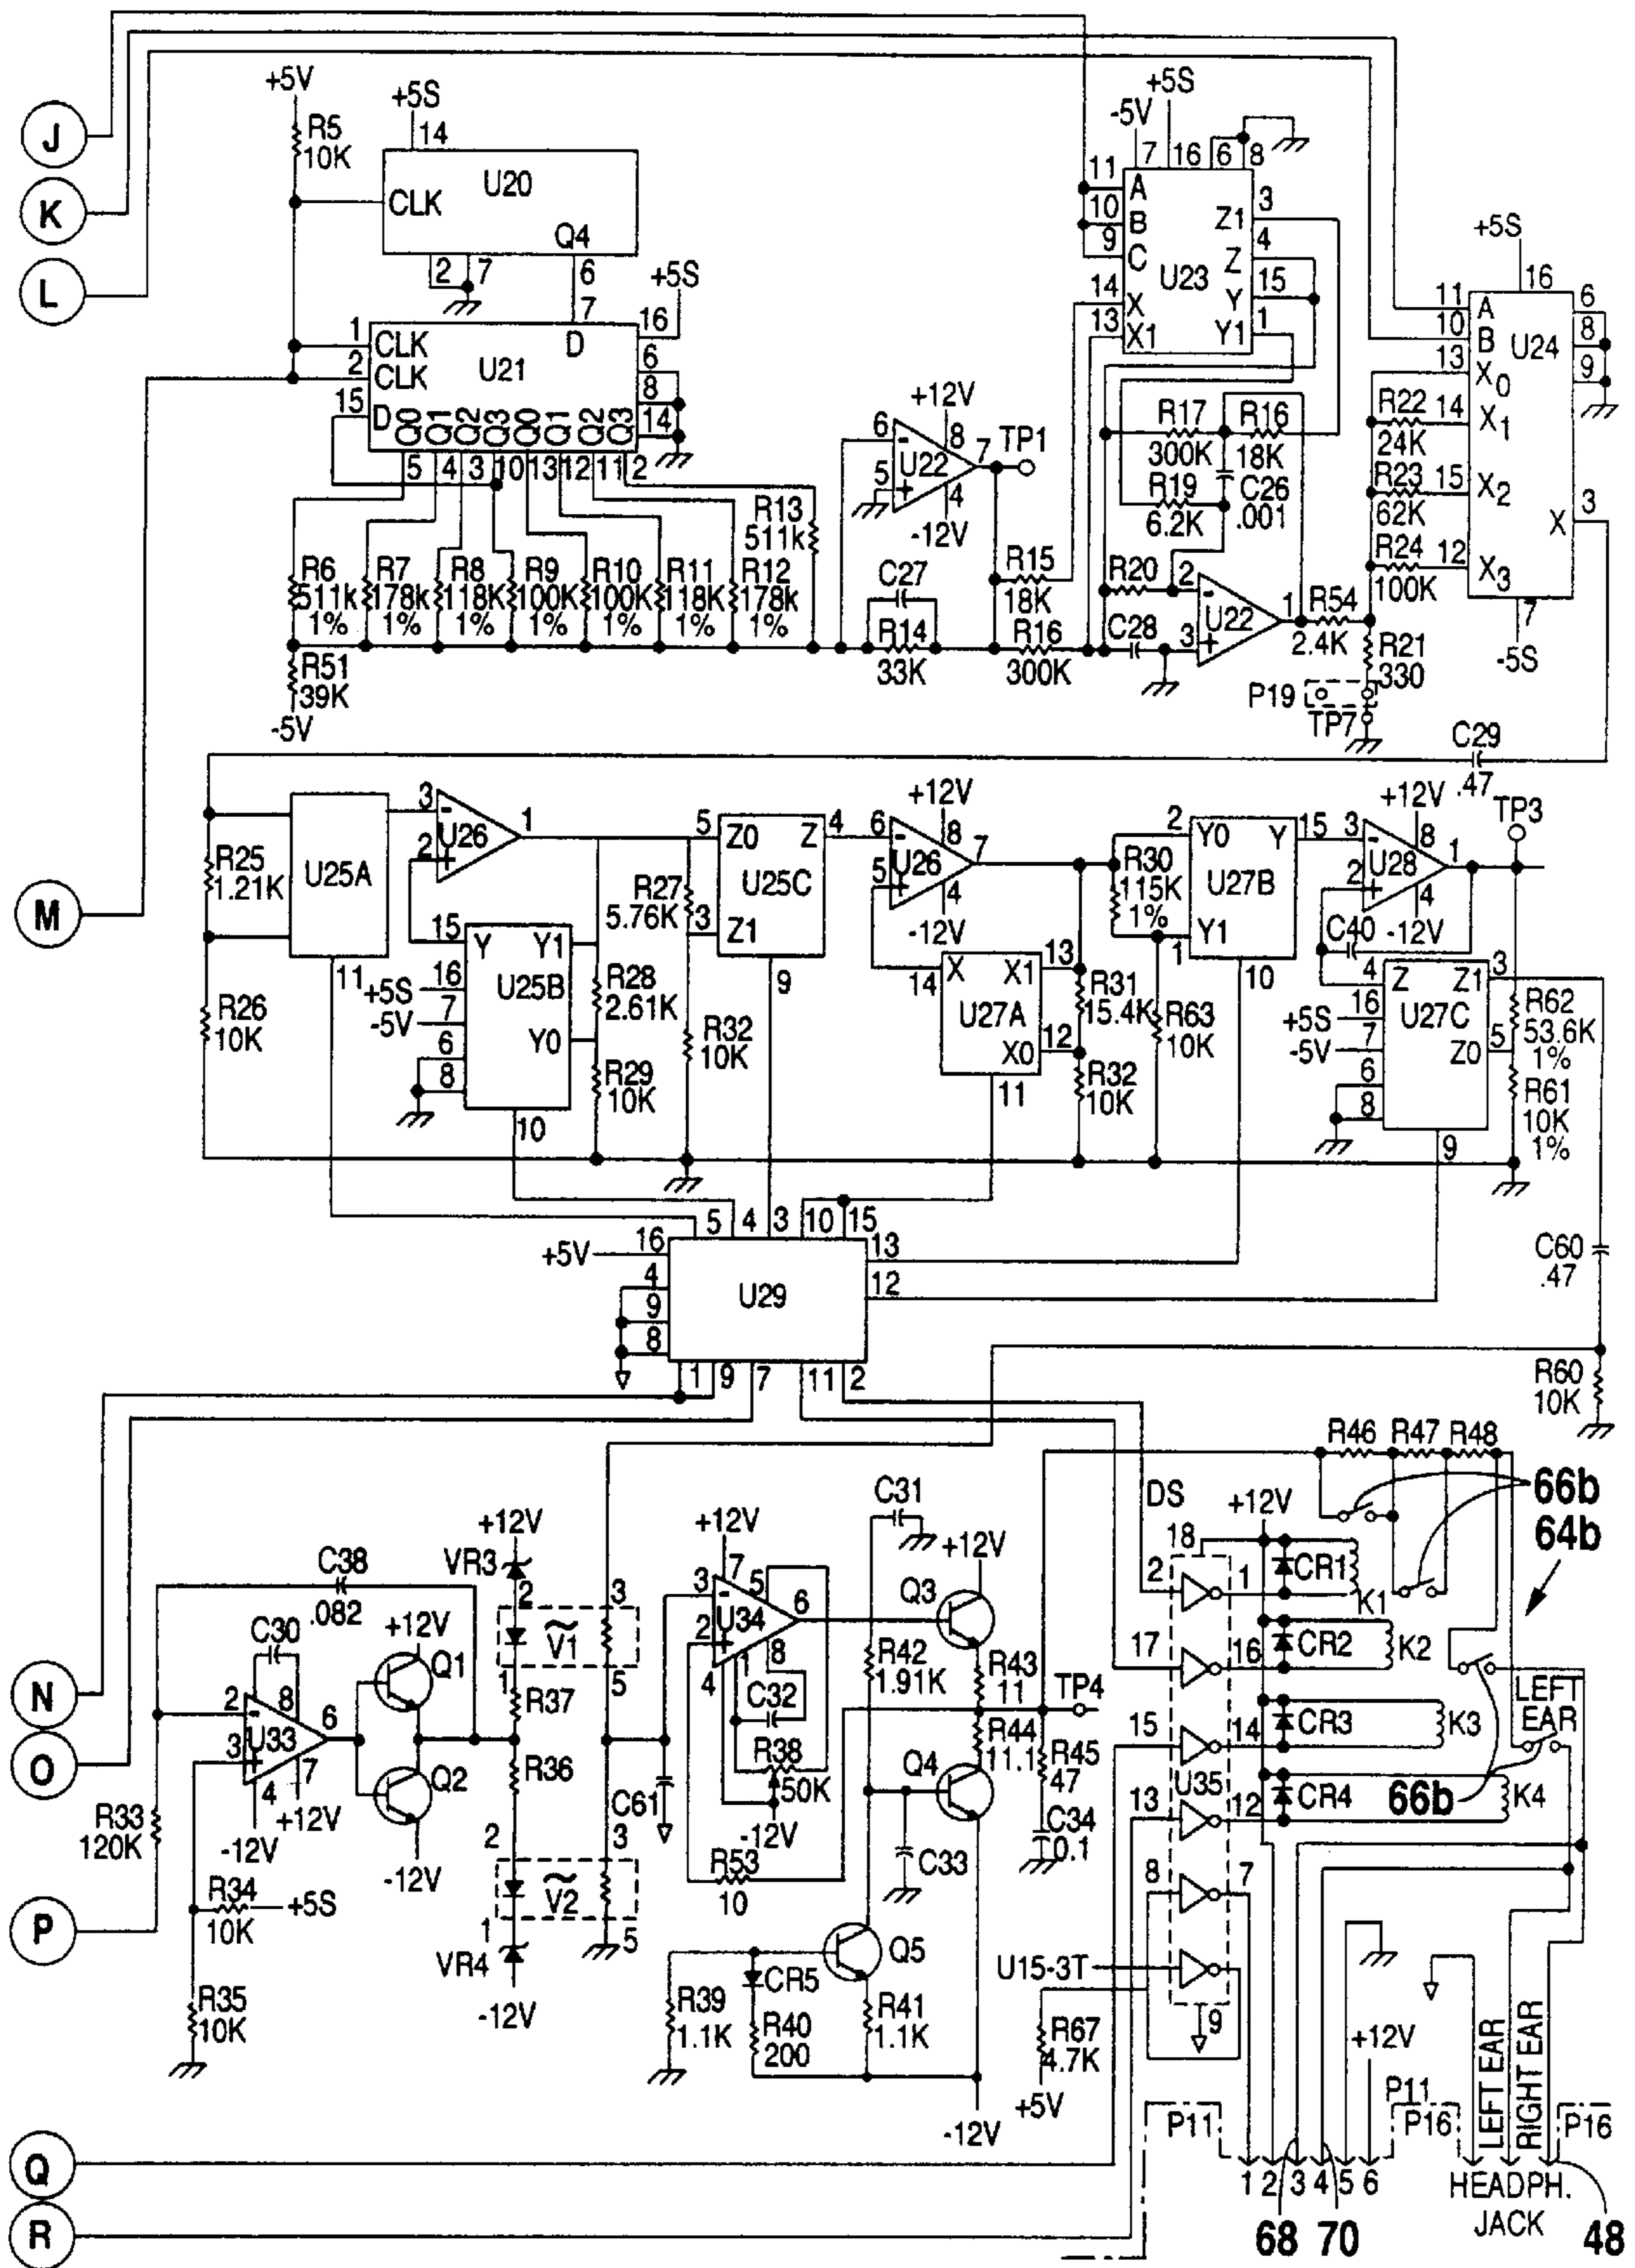 J
K
L
M
N
O
P
Q
R
+5V
R5
10K
+5S
14
U20
CLK
Q4
2 7
6
+5S
7
16
1
CLK
D
2
CLK
U21
6
8
15
D
14
Q0 Q1 Q2 Q3 Q0 Q1 Q2 Q3
5 4 3 10 13 12 11 2
R6
511k
1%
R7
178k
1%
R8
118K
1%
R9
100K
1%
R10
100K
1%
R11
118K
1%
R12
178k
1%
R13
511k
R51
39K
-5V
6
-
5
+
U22
+12V
8
7
TP1
4
-12V
C27
R14
33K
R15
18K
R16
300K
+5S
-5V
7 16 6 8
11
A
10
B
9
C
U23
14
X
13
X1
Z1
3
Z
4
Y
15
Y1
1
R17
300K
R16
18K
R19
6.2K
C26
.001
R20
2
-
U22
3
+
1
C28
R54
2.4K
R21
330
P19
TP7
+5S
16
11
A
10
B
13
X0
U24
6
8
9
R22
24K
14
X1
R23
62K
15
X2
R24
100K
12
X3
X
3
7
-5S
C29
.47
R25
1.21K
R26
10K
U25A
11
3
-
U26
2
+
1
15
Y
Y1
16
+5S
7
-5V
U25B
6
Y0
8
10
R28
2.61K
R29
10K
R27
5.76K
R32
10K
5
Z0
Z
4
U25C
3
Z1
9
+12V
6
-
8
U26
5
+
7
4
-12V
X
14
X1
13
U27A
X0
12
11
R31
15.4K
R32
10K
R30
115K
1%
R63
10K
2
Y0
Y
15
U27B
Y1
1
10
+12V
3
-
8
U28
2
+
1
4
-12V
TP3
C40
4
Z
Z1
3
16
+5S
7
-5V
U27C
Z0
5
6
8
9
R62
53.6K
1%
R61
10K
1%
5 4 3 10 15
+5V
16
4
9
8
U29
13
12
1 9 7 11 2
C60
.47
R60
10K
C38
.082
C30
2
-
8
U33
3
+
6
7
4
-12V
+12V
+12V
Q1
Q2
-12V
R33
120K
R34
10K
+5S
R35
10K
+12V
VR3
2
3
V1
1
5
R37
R36
2
3
V2
1
5
VR4
-12V
C61
+12V
3
-
7
5
U34
2
+
6
1
8
4
C32
R38
50K
-12V
R53
10
C31
+12V
Q3
R42
1.91K
R43
11
R44
11.1
TP4
R45
47
C34
0.1
Q4
C33
Q5
CR5
R39
1.1K
R40
200
R41
1.1K
-12V
R46 R47 R48
66b
64b
DS
+12V
18
2
1
CR1
K1
17
16
CR2
K2
15
14
CR3
K3
U35
13
12
CR4
K4
8
7
U15-3T
9
R67
4.7K
+5V
LEFT
EAR
66b
+12V
P11
P11
P16
P16
LEFT EAR
RIGHT EAR
1 2 3 4 5 6
HEADPH.
JACK
68
70
48